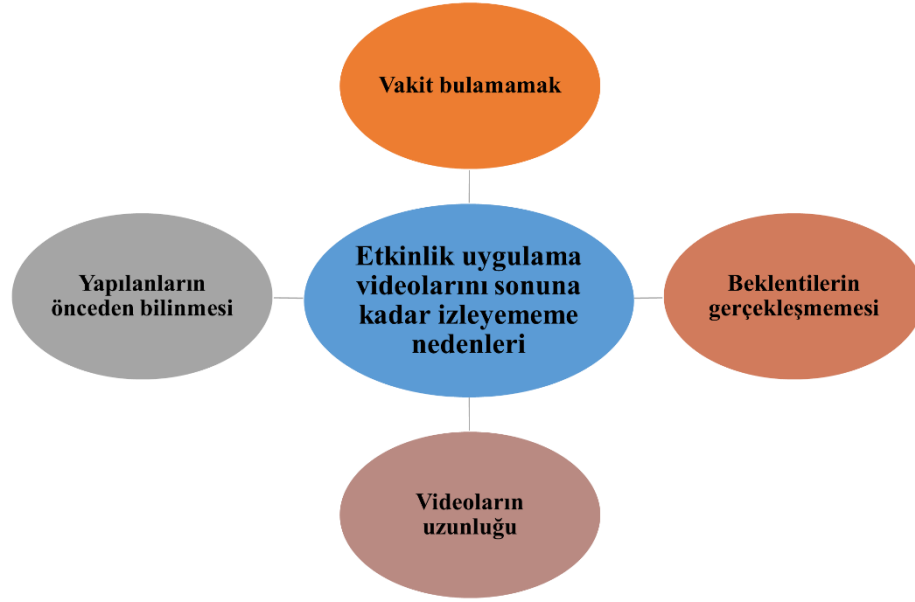 Vakit bulamamak
Yapılanların
önceden bilinmesi
Etkinlik uygulama
videolarını sonuna
kadar izleyememe
nedenleri
Beklentilerin
gerçekleşmemesi
Videoların
uzunluğu